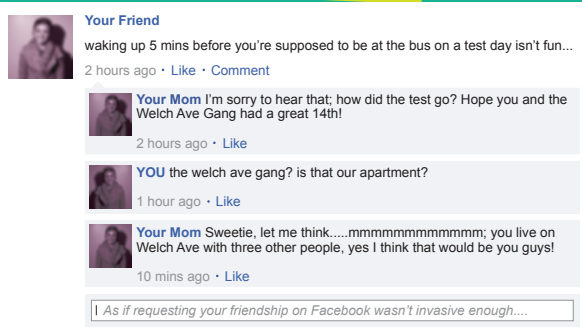 Your Friend
waking up 5 mins before you're supposed to be at the bus on a test day isn't fun...
2 hours ago · Like · Comment
Your Mom I'm sorry to hear that; how did the test go? Hope you and the
Welch Ave Gang had a great 14th!
2 hours ago · Like
YOU the welch ave gang? is that our apartment?
1 hour ago · Like
Your Mom Sweetie, let me think.....mmmmmmmmmmmm; you live on
Welch Ave with three other people, yes I think that would be you guys!
10 mins ago · Like
As if requesting your friendship on Facebook wasn't invasive enough....